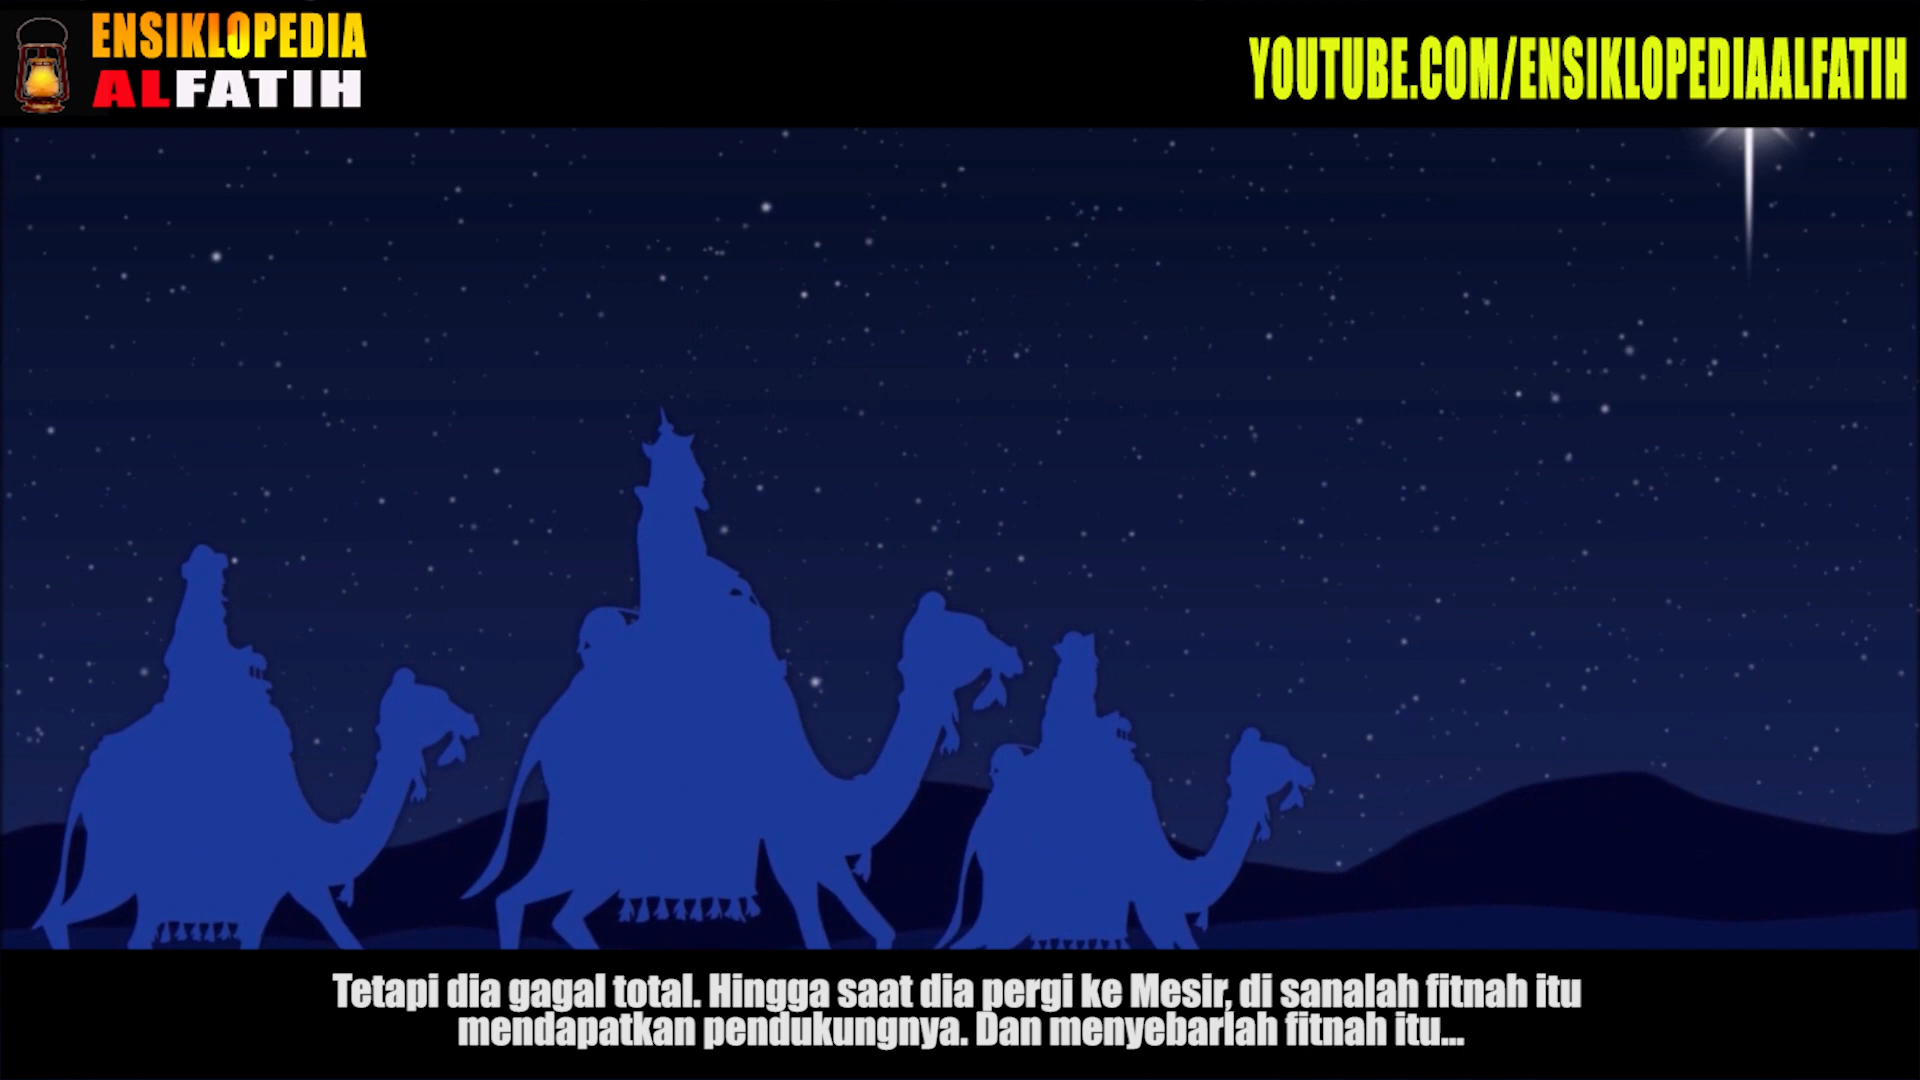 ENSIKLOPEDIA
ALFATIH
YOUTUBE.COM/ENSIKLOPEDIAALFATIH
Tetapi dia gagal total. Hingga saat dia pergi ke Mesir, di sanalah fitnah itu
mendapatkan pendukungnya. Dan menyebarlah fitnah itu...